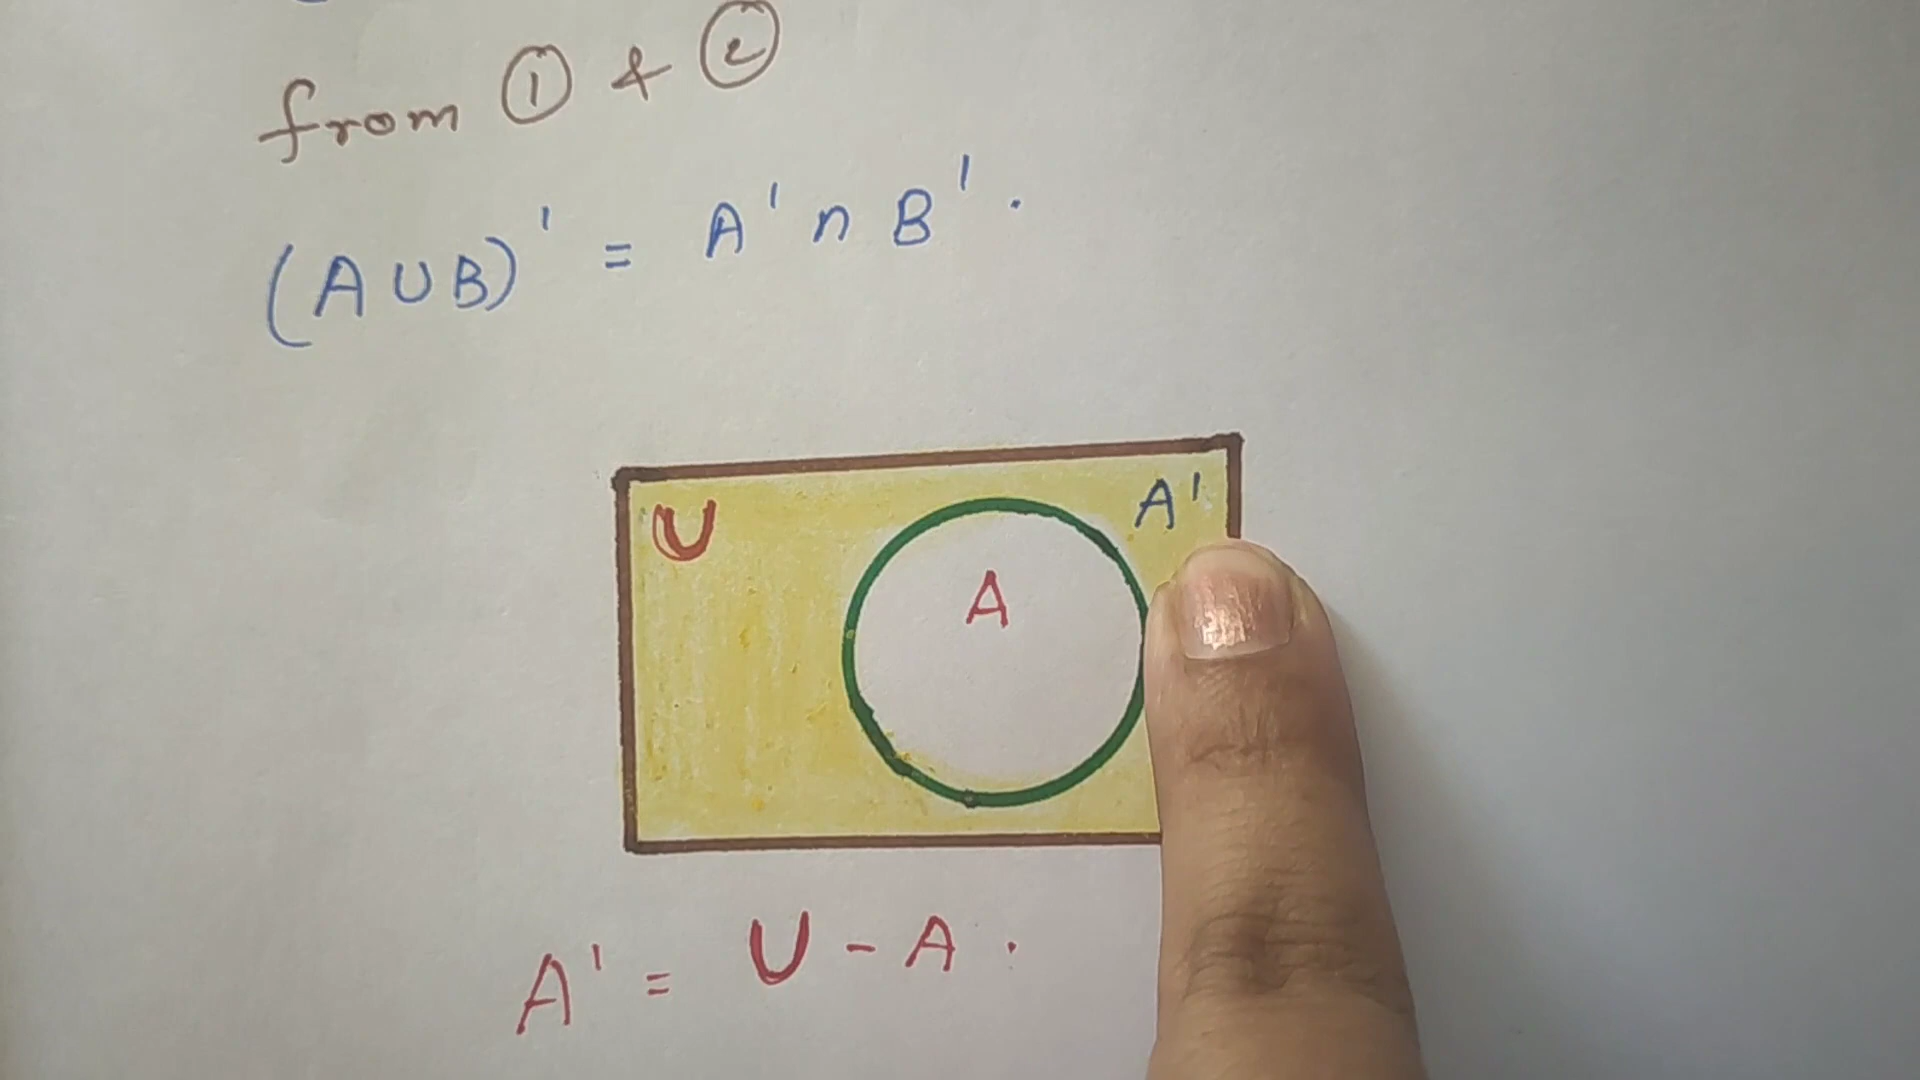 from ① & ②
(A ∪ B)' = A' ∩ B'.
U A'
A
A' = U - A.